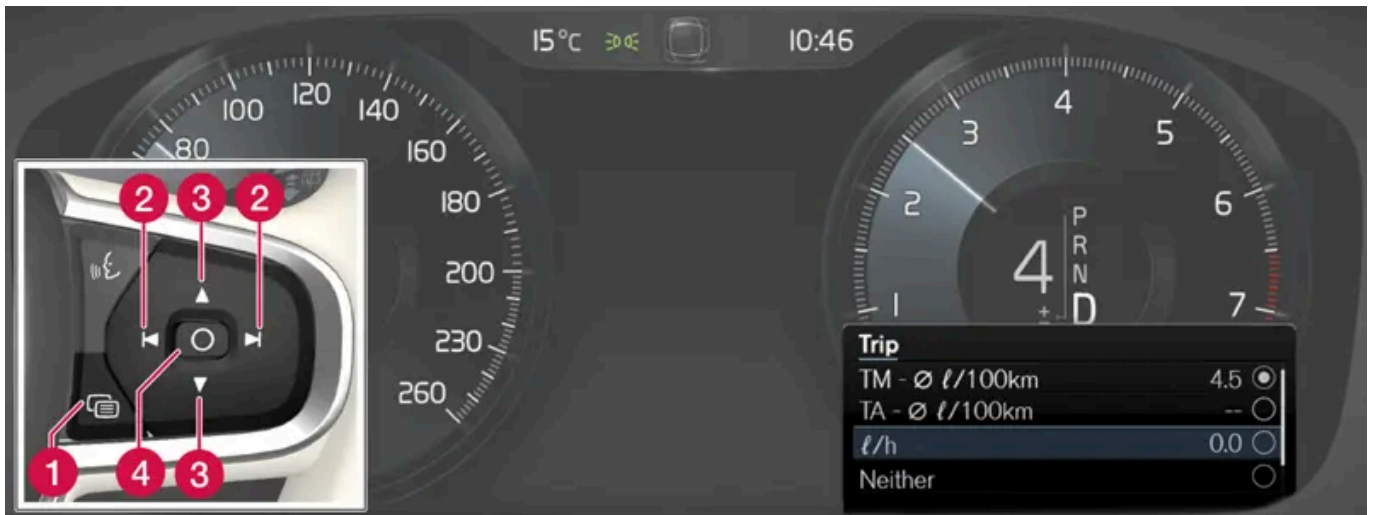 15°C 10:46
80
100
120
140
160
180
200
230
260
1
2
3
4
5
6
7
4
P
R
N
D
±
2 3 2
1 4 3
Trip
TM - Ø ℓ/100km 4.5
TA - Ø ℓ/100km --
ℓ/h 0.0
Neither